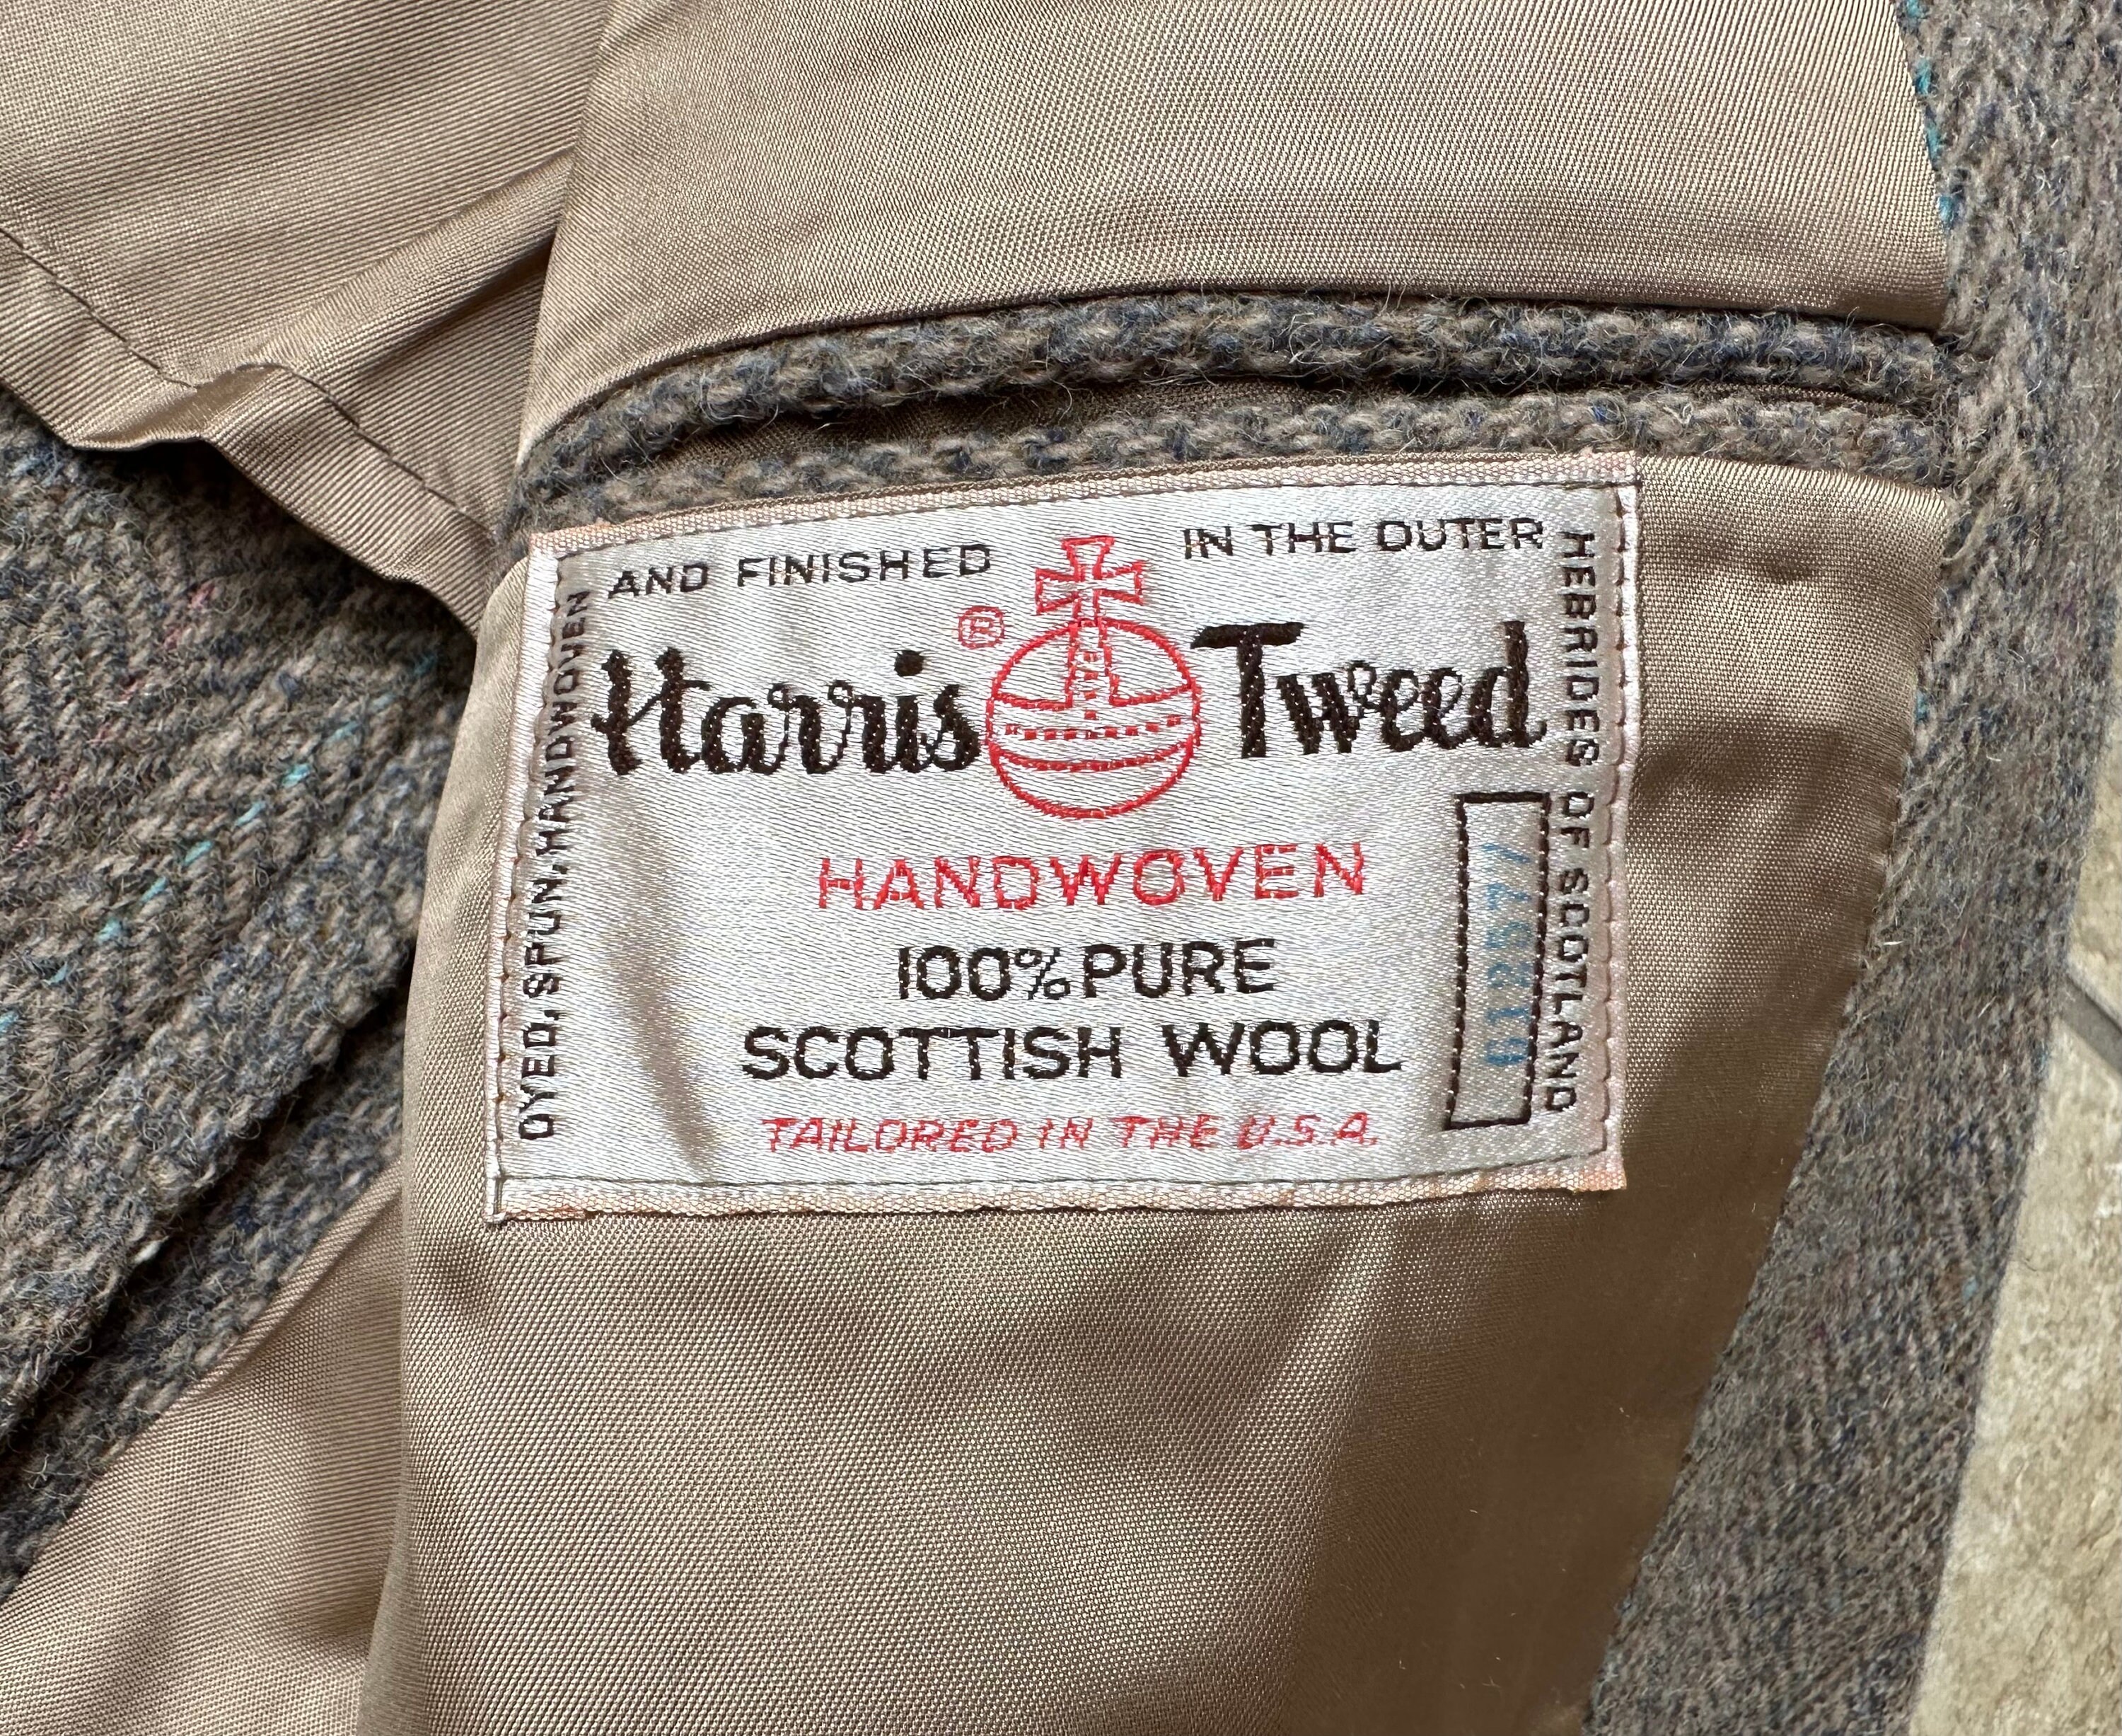 DYED, SPUN, HANDWOVEN
AND FINISHED
IN THE OUTER
HEBRIDES OF SCOTLAND
®
Harris Tweed
HANDWOVEN
100% PURE
SCOTTISH WOOL
TAILORED IN THE U.S.A.